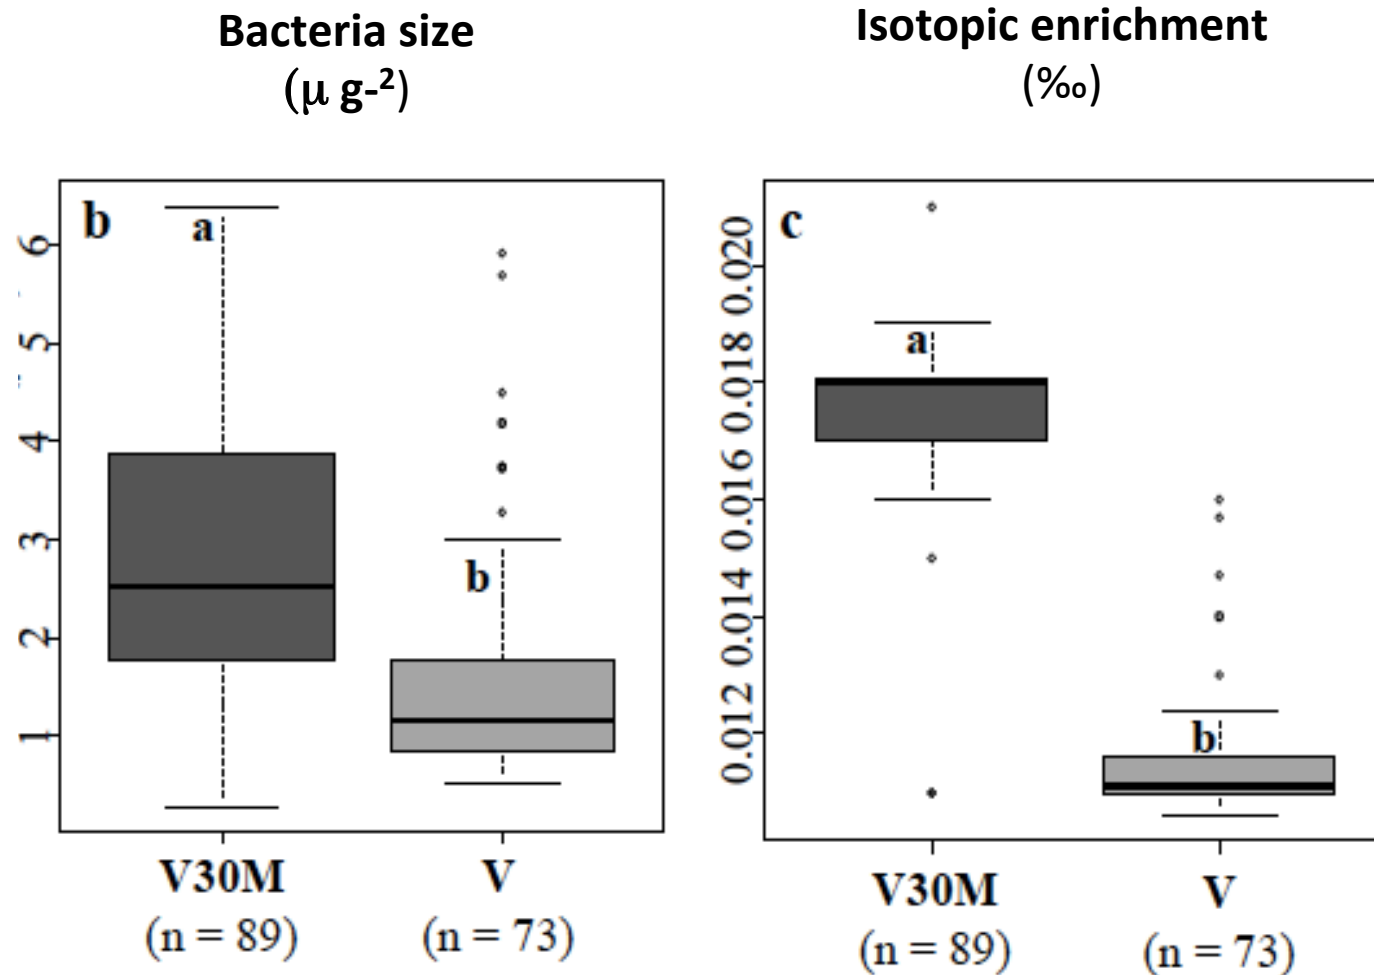 Bacteria size
(µ g-²)
Isotopic enrichment
(‰)
b
a
6
5
4
3
2
1
b
V30M
V
(n = 89)
(n = 73)
c
a
0.020
0.018
0.016
0.014
0.012
b
V30M
V
(n = 89)
(n = 73)